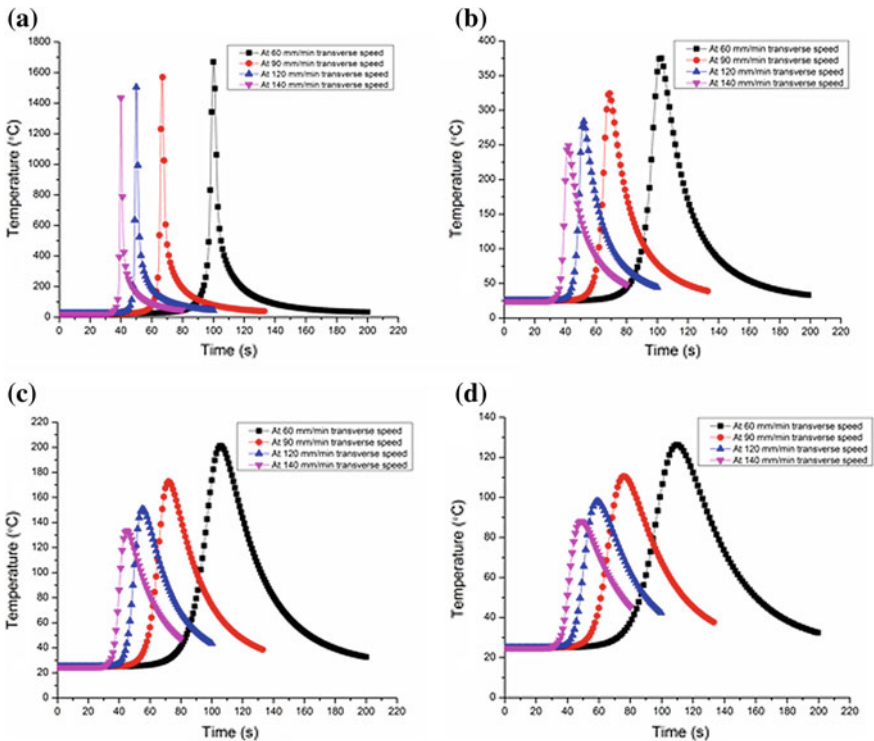 (a)
1800
1600
1400
1200
1000
800
600
400
200
0
0 20 40 60 80 100 120 140 160 180 200 220
Temperature (°C)
Time (s)
At 60 mm/min transverse speed
At 90 mm/min transverse speed
At 120 mm/min transverse speed
At 140 mm/min transverse speed
(b)
400
350
300
250
200
150
100
50
0
0 20 40 60 80 100 120 140 160 180 200 220
Temperature (°C)
Time (s)
At 60 mm/min transverse speed
At 90 mm/min transverse speed
At 120 mm/min transverse speed
At 140 mm/min transverse speed
(c)
220
200
180
160
140
120
100
80
60
40
20
0
0 20 40 60 80 100 120 140 160 180 200 220
Temperature (°C)
Time (s)
At 60 mm/min transverse speed
At 90 mm/min transverse speed
At 120 mm/min transverse speed
At 140 mm/min transverse speed
(d)
140
120
100
80
60
40
20
0
0 20 40 60 80 100 120 140 160 180 200 220
Temperature (°C)
Time (s)
At 60 mm/min transverse speed
At 90 mm/min transverse speed
At 120 mm/min transverse speed
At 140 mm/min transverse speed